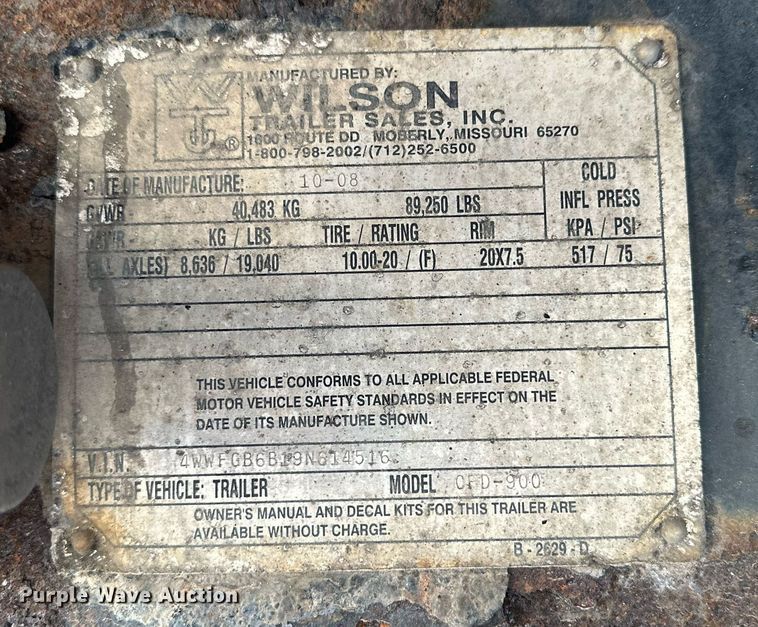 MANUFACTURED BY:
WILSON
TRAILER SALES, INC.
1600 ROUTE DD MOBERLY, MISSOURI 65270
1-800-798-2002/(712)252-6500
DATE OF MANUFACTURE: 10-08
GVWR - 40,483 KG 89,250 LBS
COLD
INFL PRESS
KPA / PSI
GAWR - KG / LBS TIRE / RATING RIM
(ALL AXLES) 8,636 / 19,040 10.00-20 / (F) 20X7.5 517 / 75
THIS VEHICLE CONFORMS TO ALL APPLICABLE FEDERAL
MOTOR VEHICLE SAFETY STANDARDS IN EFFECT ON THE
DATE OF ITS MANUFACTURE SHOWN.
V.I.N. 4WWFGB6B19N614516
TYPE OF VEHICLE: TRAILER MODEL CFD-900
OWNER'S MANUAL AND DECAL KITS FOR THIS TRAILER ARE
AVAILABLE WITHOUT CHARGE.
B - 2629 - D
Purple Wave Auction